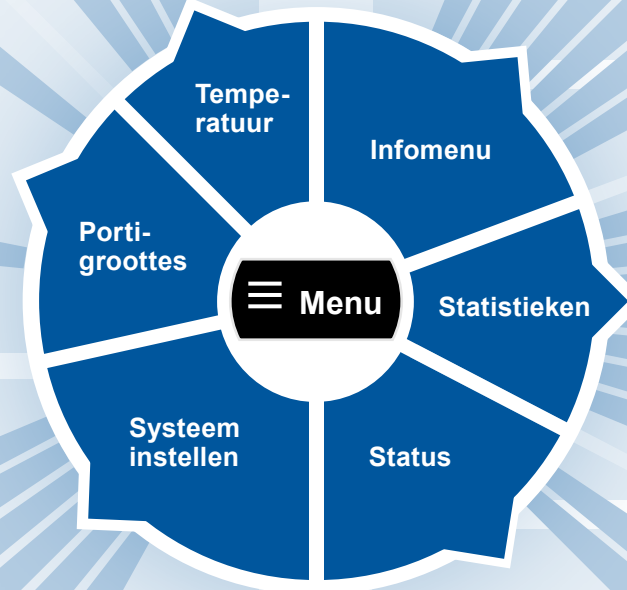 Tempe-
ratuur
Infomenu
Porti-
groottes
Menu
Statistieken
Systeem
instellen
Status